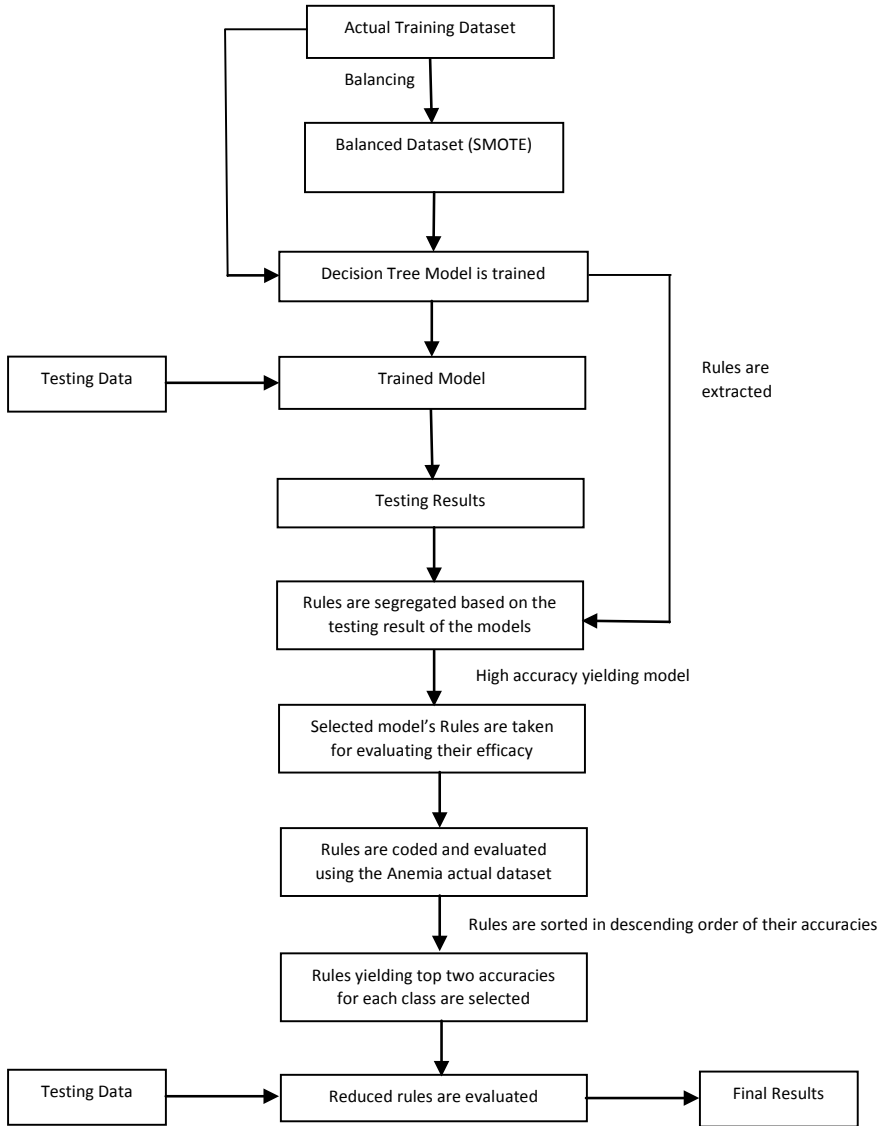 Actual Training Dataset
Balancing
Balanced Dataset (SMOTE)
Decision Tree Model is trained
Testing Data
Trained Model
Rules are
extracted
Testing Results
Rules are segregated based on the
testing result of the models
High accuracy yielding model
Selected model's Rules are taken
for evaluating their efficacy
Rules are coded and evaluated
using the Anemia actual dataset
Rules are sorted in descending order of their accuracies
Rules yielding top two accuracies
for each class are selected
Testing Data
Reduced rules are evaluated
Final Results